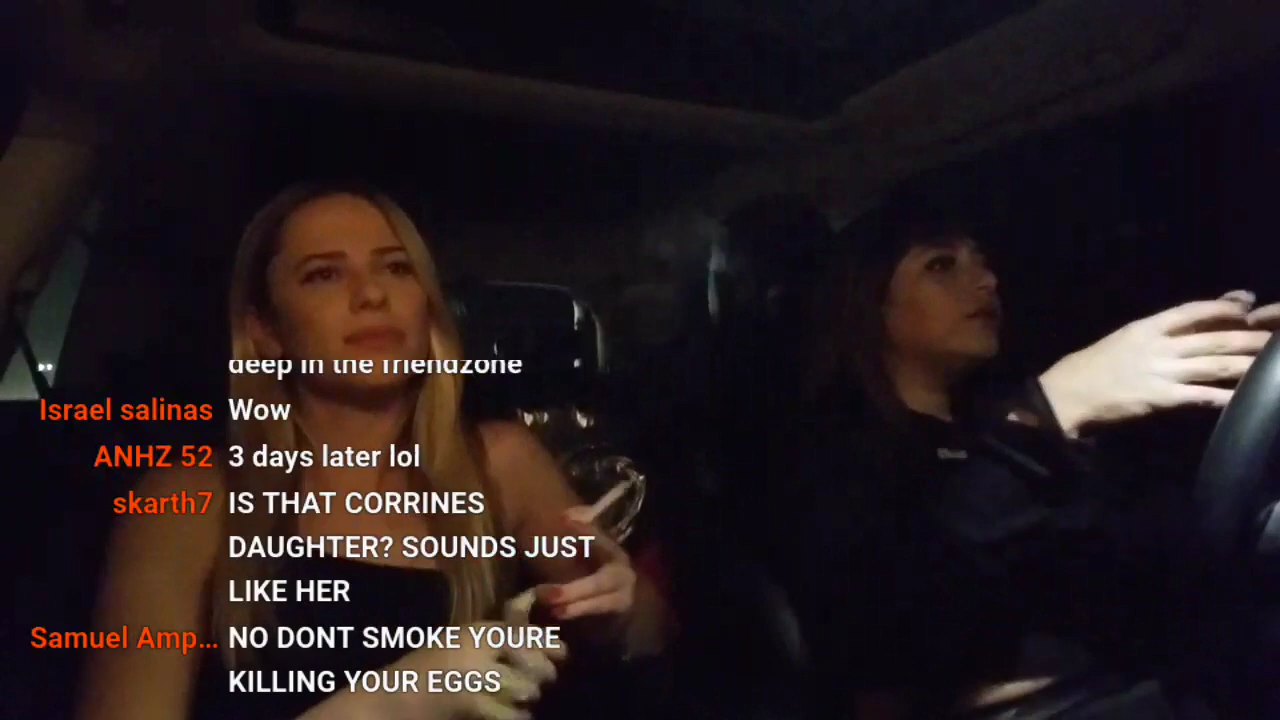 deep in the friendzone
Israel salinas Wow
ANHZ 52 3 days later lol
skarth7 IS THAT CORRINES
DAUGHTER? SOUNDS JUST
LIKE HER
Samuel Amp... NO DONT SMOKE YOURE
KILLING YOUR EGGS